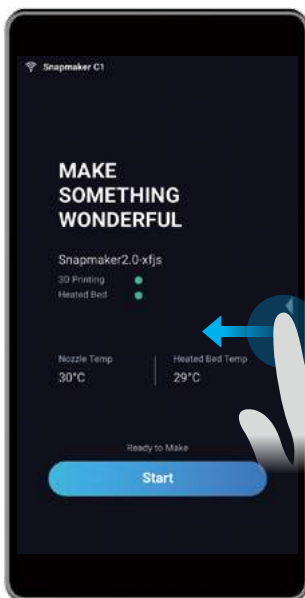 Snapmaker C1
MAKE
SOMETHING
WONDERFUL
Snapmaker2.0-xfjs
3D Printing
Heated Bed
Nozzle Temp
Heated Bed Temp
30°C
29°C
Ready to Make
Start